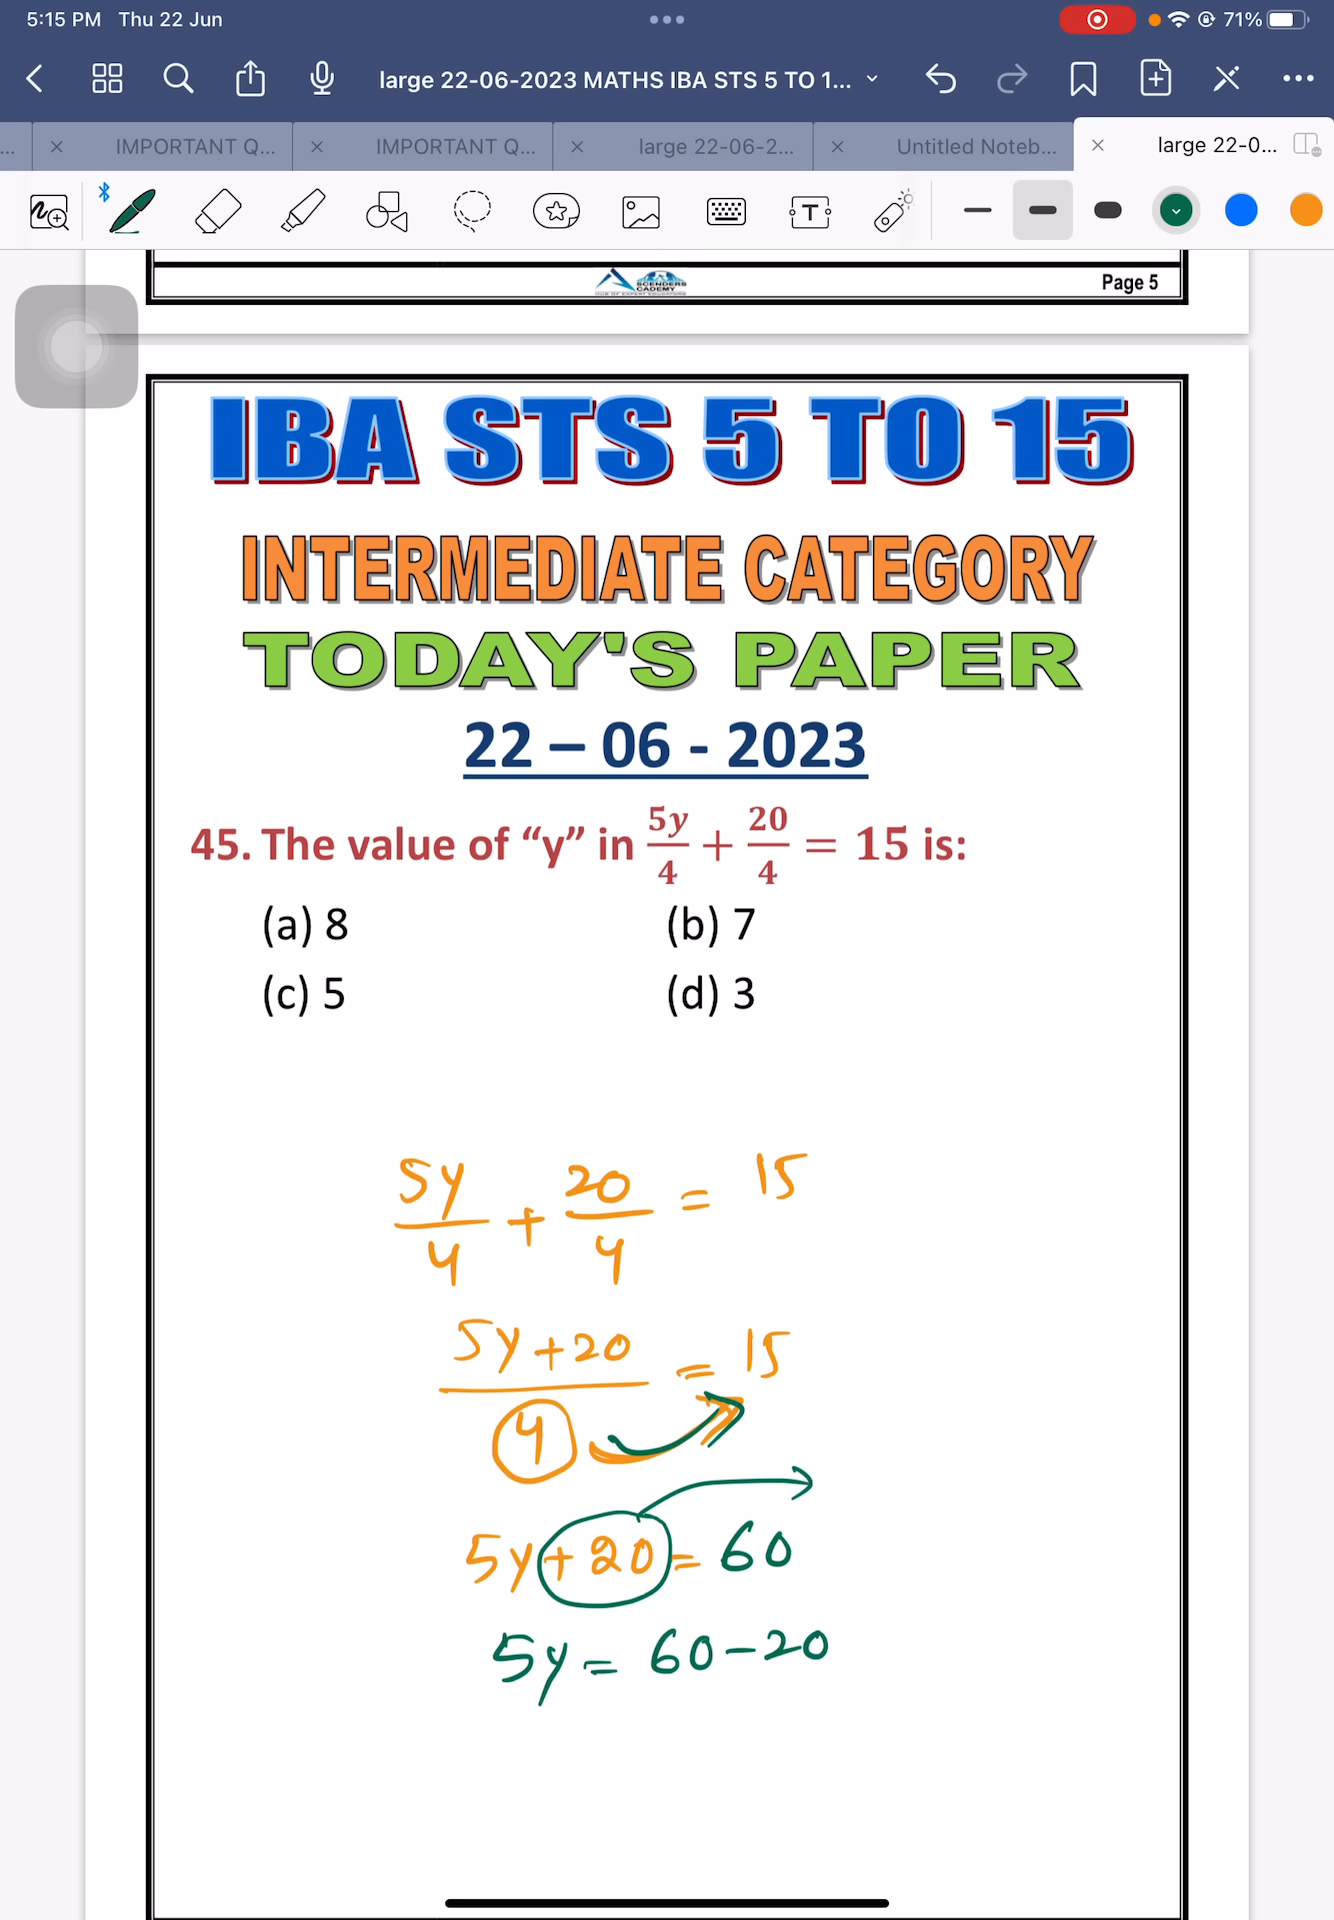 5:15 PM Thu 22 Jun
71%
large 22-06-2023 MATHS IBA STS 5 TO 1...
... IMPORTANT Q... IMPORTANT Q... large 22-06-2... Untitled Noteb... large 22-0...
SCENDERS
CADEMY
Page 5
IBA STS 5 TO 15
INTERMEDIATE CATEGORY
TODAY'S PAPER
22 – 06 - 2023
45. The value of “y” in 5y/4 + 20/4 = 15 is:
(a) 8 (b) 7
(c) 5 (d) 3
5y/4 + 20/4 = 15
5y+20/4 = 15
5y+20 = 60
5y = 60-20